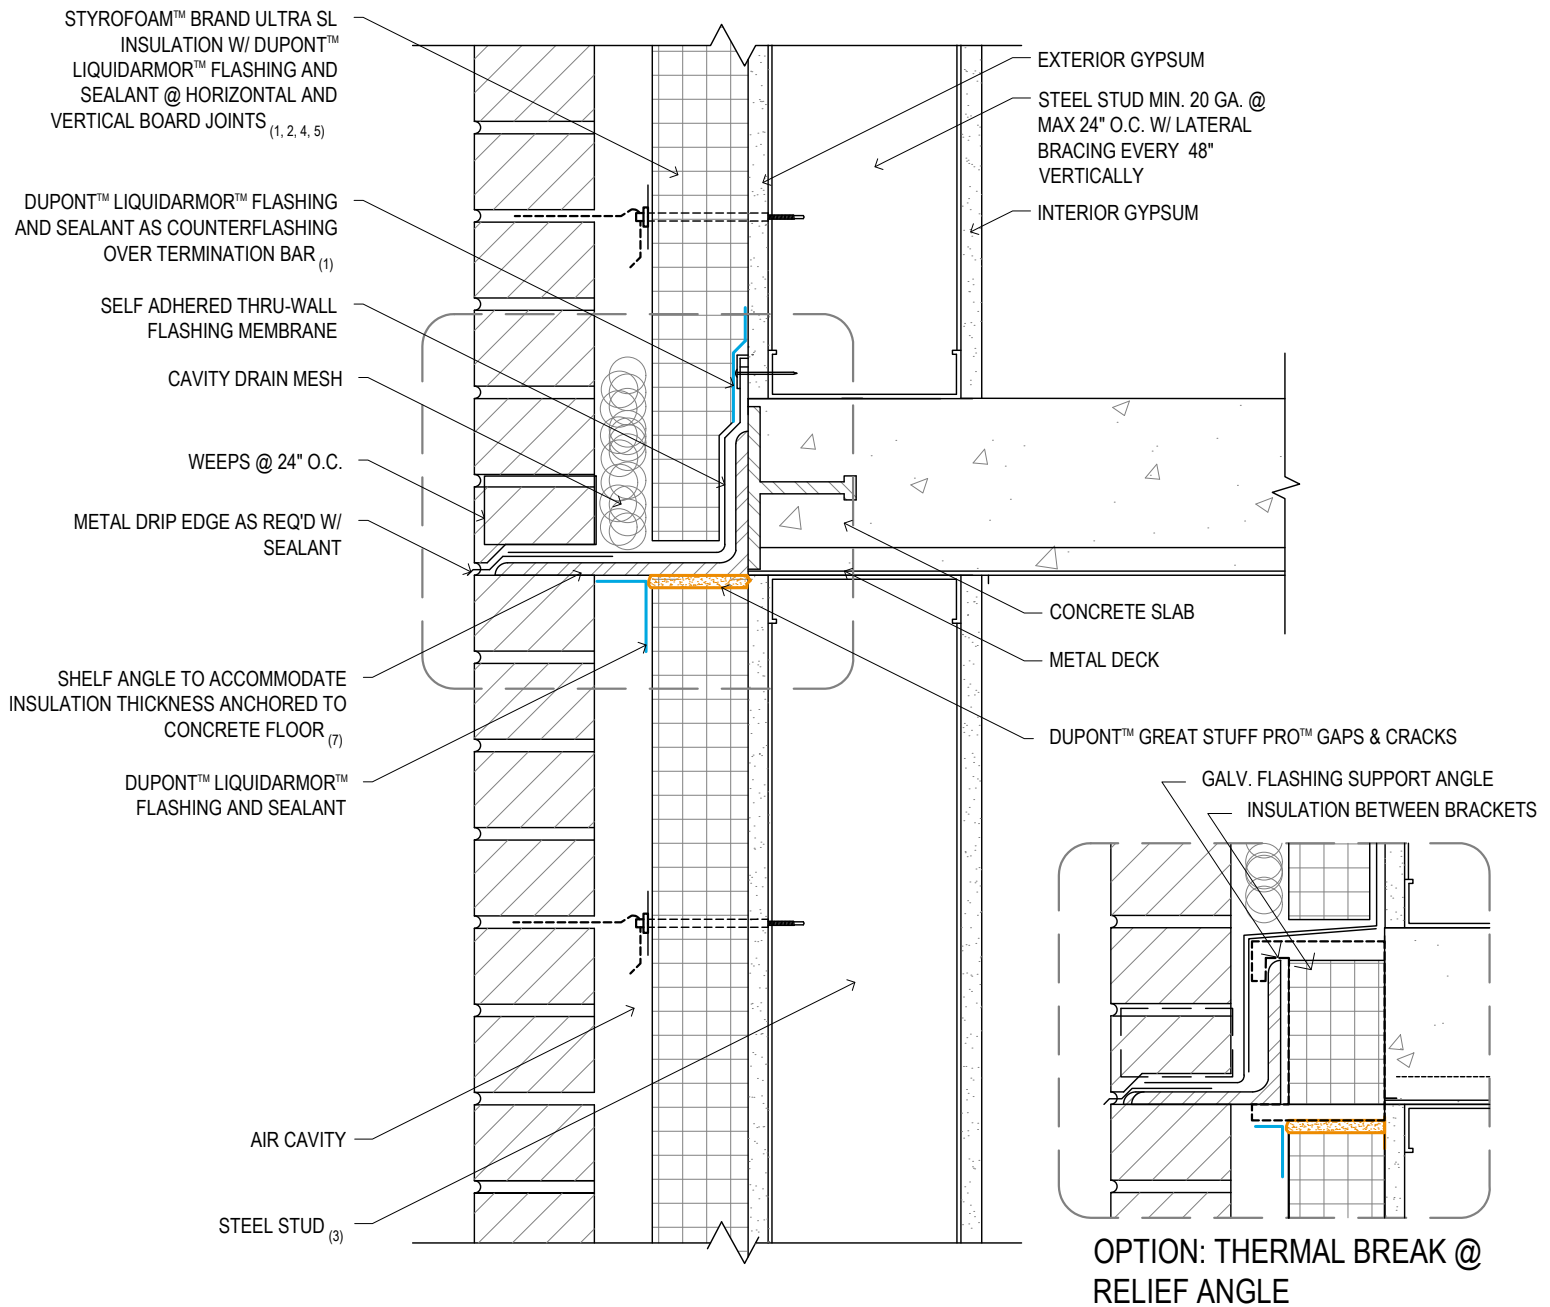 STYROFOAM™ BRAND ULTRA SL
INSULATION W/ DUPONT™
LIQUIDARMOR™ FLASHING AND
SEALANT @ HORIZONTAL AND
VERTICAL BOARD JOINTS (1, 2, 4, 5)
DUPONT™ LIQUIDARMOR™ FLASHING
AND SEALANT AS COUNTERFLASHING
OVER TERMINATION BAR (1)
SELF ADHERED THRU-WALL
FLASHING MEMBRANE
CAVITY DRAIN MESH
WEEPS @ 24" O.C.
METAL DRIP EDGE AS REQ'D W/
SEALANT
SHELF ANGLE TO ACCOMMODATE
INSULATION THICKNESS ANCHORED TO
CONCRETE FLOOR (7)
DUPONT™ LIQUIDARMOR™
FLASHING AND SEALANT
AIR CAVITY
STEEL STUD (3)
EXTERIOR GYPSUM
STEEL STUD MIN. 20 GA. @
MAX 24" O.C. W/ LATERAL
BRACING EVERY 48"
VERTICALLY
INTERIOR GYPSUM
CONCRETE SLAB
METAL DECK
DUPONT™ GREAT STUFF PRO™ GAPS & CRACKS
GALV. FLASHING SUPPORT ANGLE
INSULATION BETWEEN BRACKETS
OPTION: THERMAL BREAK @
RELIEF ANGLE